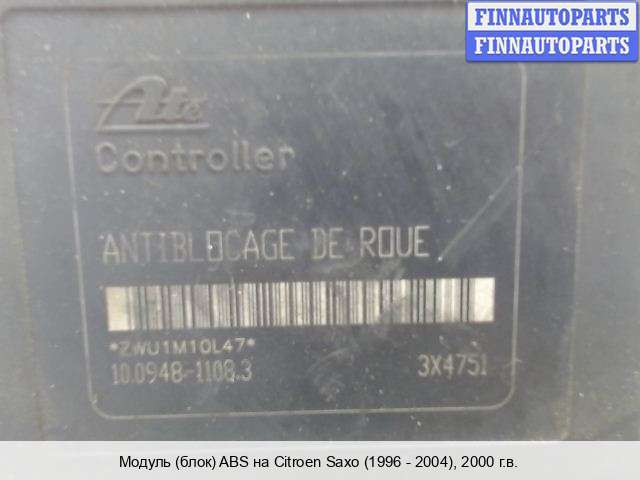 FINNAUTOPARTS
FINNAUTOPARTS
Ate
Controller
ANTIBLOCAGE DE ROUE
*ZWU1M10L47*
10.0948-1108.3 3X4751
Модуль (блок) ABS на Citroen Saxo (1996 - 2004), 2000 г.в.